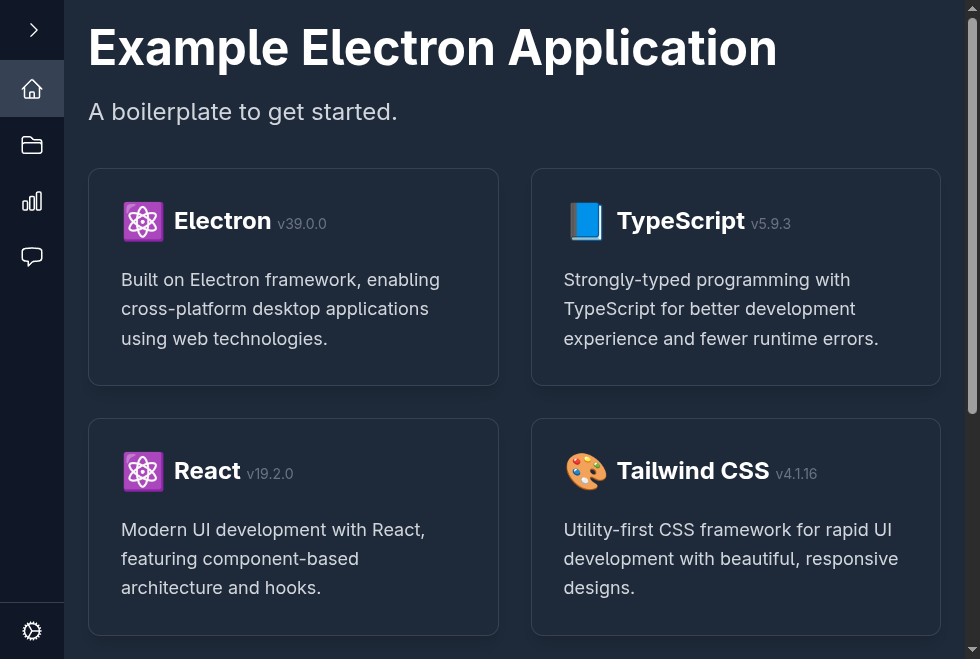 Example Electron Application
A boilerplate to get started.
Electron v39.0.0
Built on Electron framework, enabling
cross-platform desktop applications
using web technologies.
TypeScript v5.9.3
Strongly-typed programming with
TypeScript for better development
experience and fewer runtime errors.
React v19.2.0
Modern UI development with React,
featuring component-based
architecture and hooks.
Tailwind CSS v4.1.16
Utility-first CSS framework for rapid UI
development with beautiful, responsive
designs.